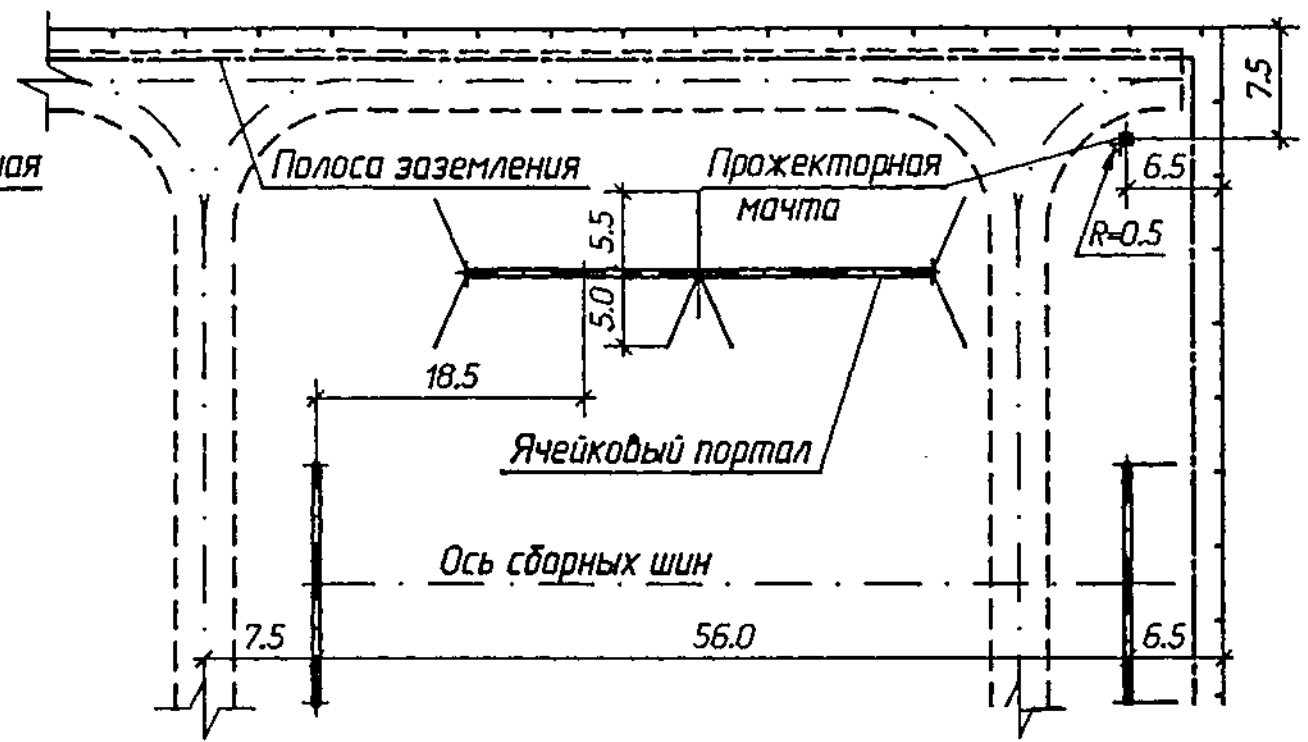 7.5
ная
Полоса заземления
Прожекторная
мачта
6.5
R=0.5
5.5
5.0
18.5
Ячейковый портал
Ось сборных шин
7.5
56.0
6.5